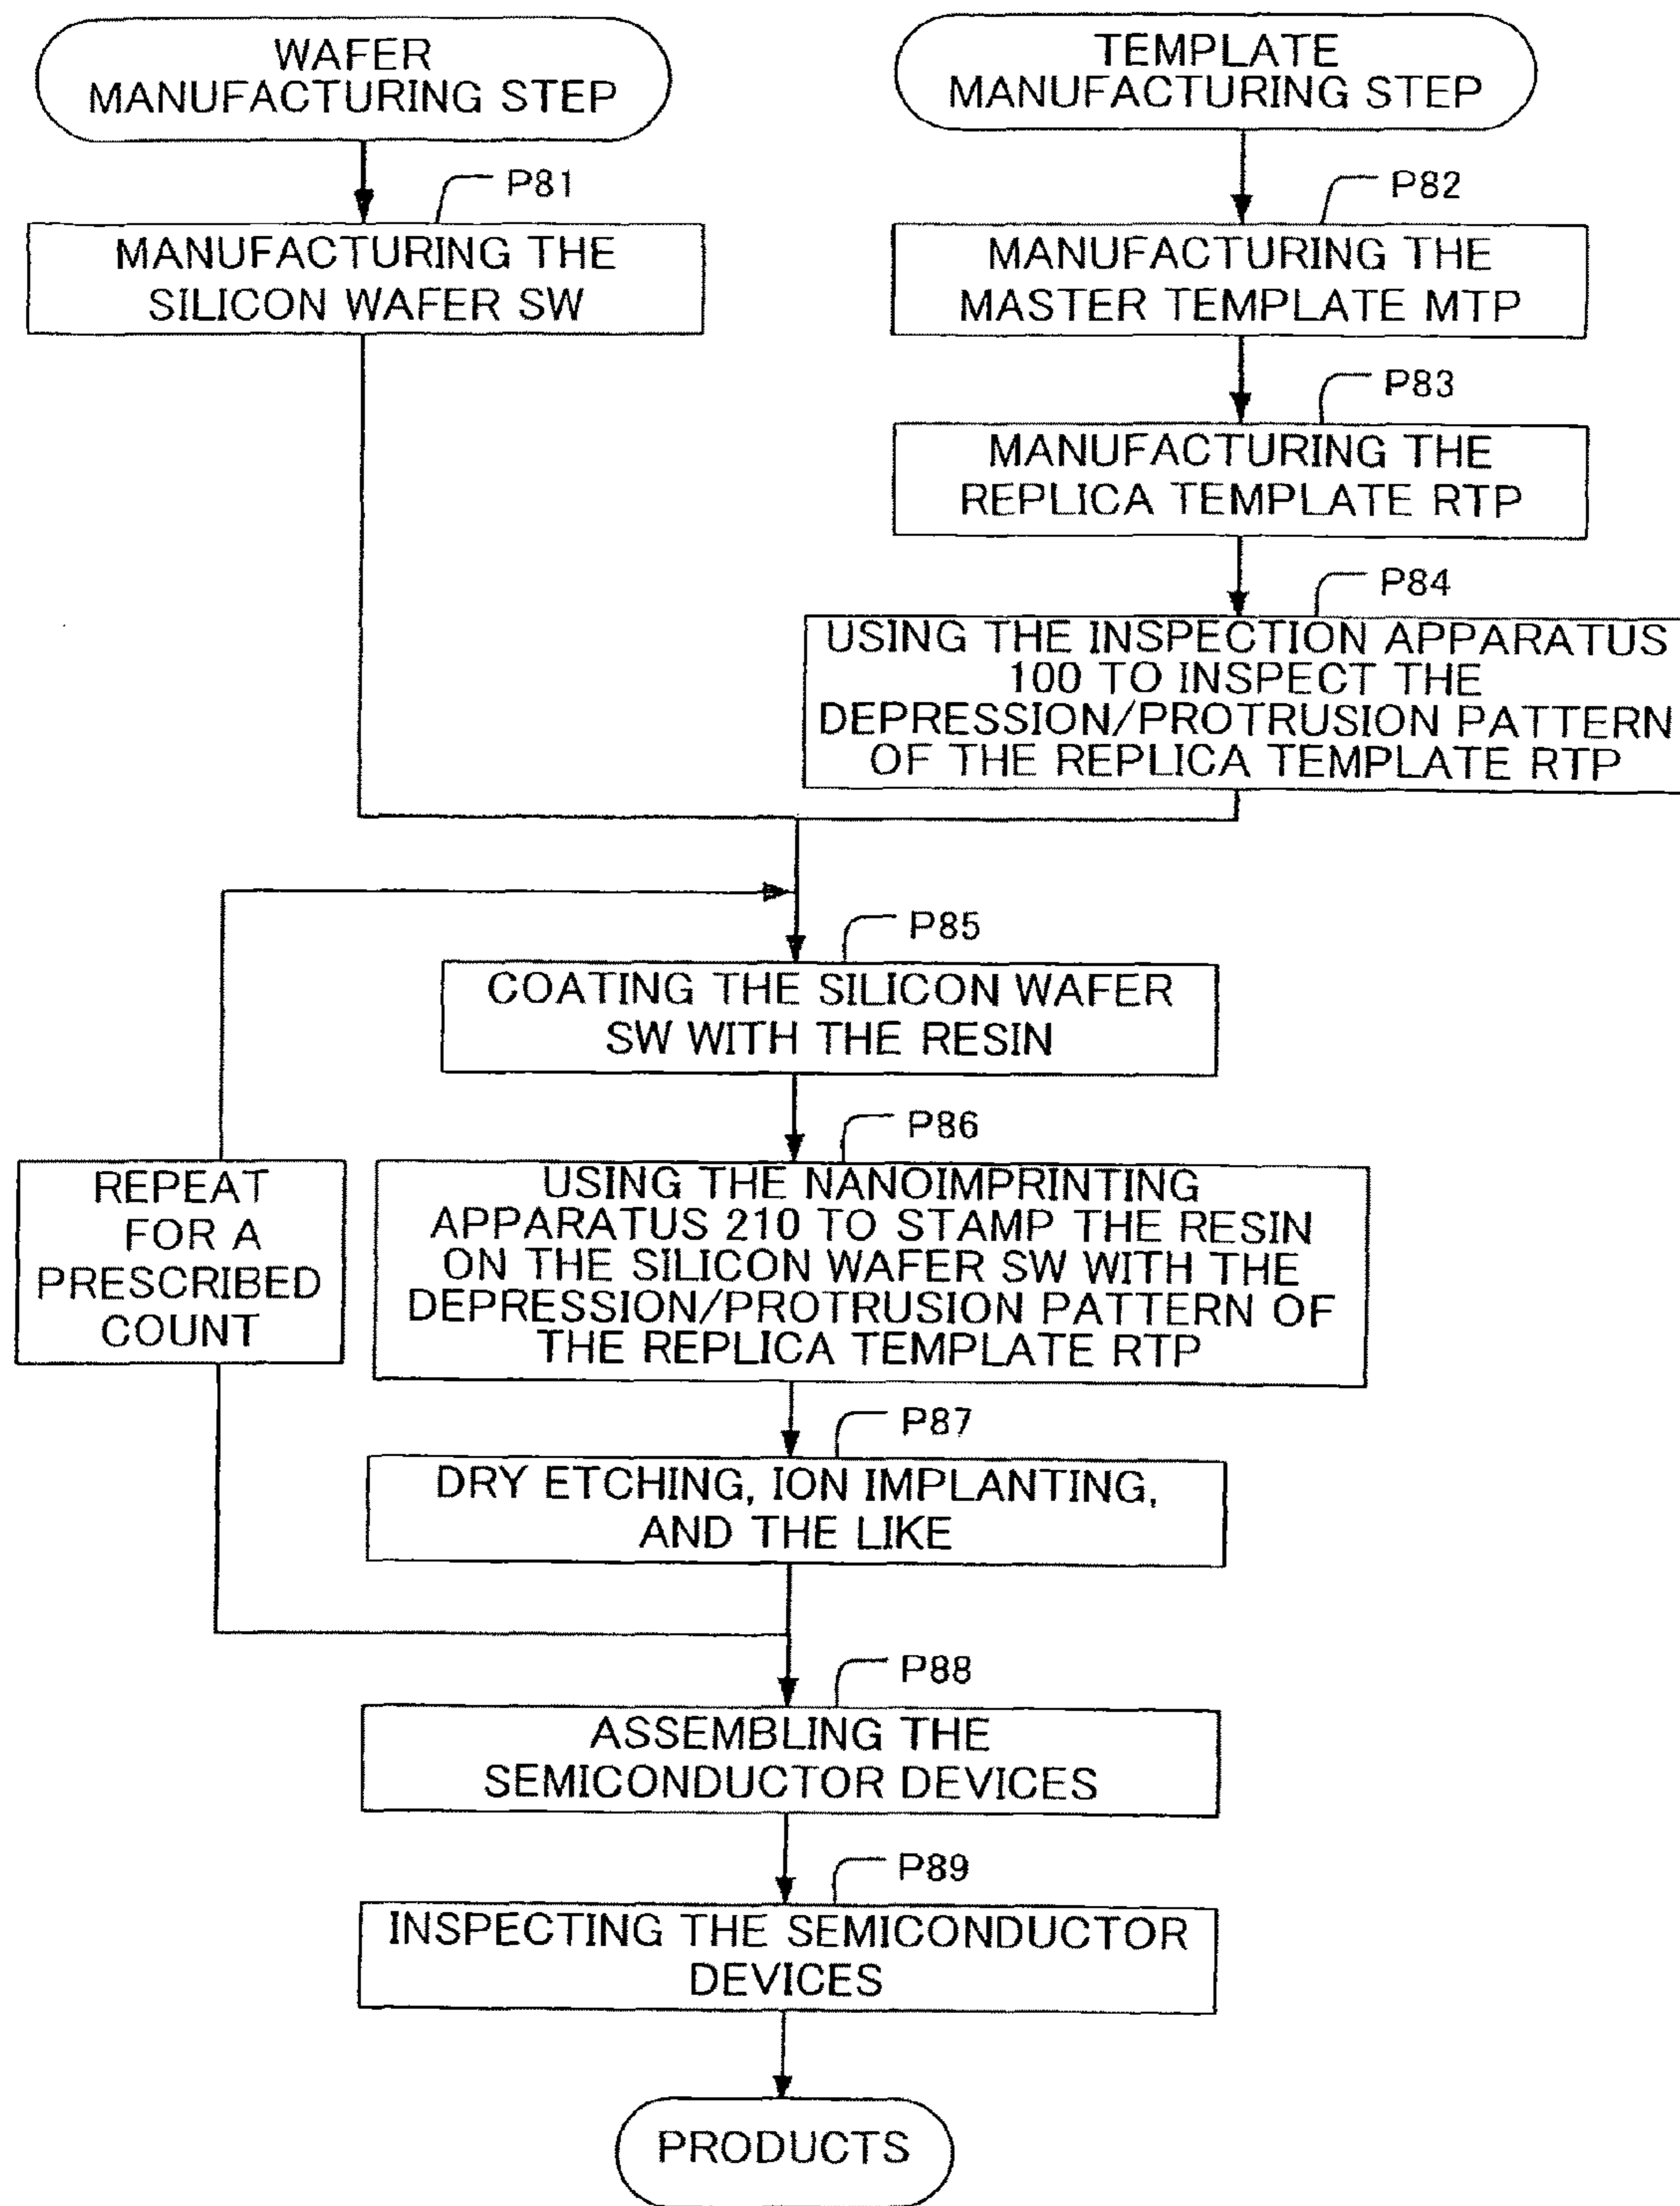 WAFER
MANUFACTURING STEP
P81
MANUFACTURING THE
SILICON WAFER SW
TEMPLATE
MANUFACTURING STEP
P82
MANUFACTURING THE
MASTER TEMPLATE MTP
P83
MANUFACTURING THE
REPLICA TEMPLATE RTP
P84
USING THE INSPECTION APPARATUS
100 TO INSPECT THE
DEPRESSION/PROTRUSION PATTERN
OF THE REPLICA TEMPLATE RTP
P85
COATING THE SILICON WAFER
SW WITH THE RESIN
P86
USING THE NANOIMPRINTING
APPARATUS 210 TO STAMP THE RESIN
ON THE SILICON WAFER SW WITH THE
DEPRESSION/PROTRUSION PATTERN OF
THE REPLICA TEMPLATE RTP
REPEAT
FOR A
PRESCRIBED
COUNT
P87
DRY ETCHING, ION IMPLANTING,
AND THE LIKE
P88
ASSEMBLING THE
SEMICONDUCTOR DEVICES
P89
INSPECTING THE SEMICONDUCTOR
DEVICES
PRODUCTS